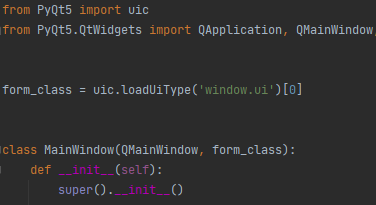 from PyQt5 import uic
from PyQt5.QtWidgets import QApplication, QMainWindow,
form_class = uic.loadUiType('window.ui')[0]
class MainWindow(QMainWindow, form_class):
    def __init__(self):
        super().__init__()